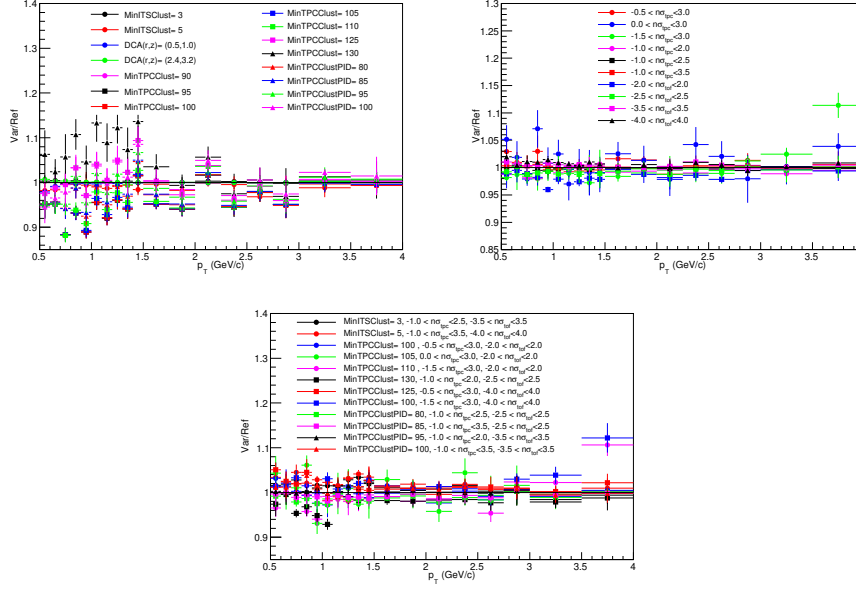 MinITSClust= 3
MinITSClust= 5
DCA(r,z)= (0.5,1.0)
DCA(r,z)= (2.4,3.2)
MinTPCClust= 90
MinTPCClust= 95
MinTPCClust= 100
MinTPCClust= 105
MinTPCClust= 110
MinTPCClust= 125
MinTPCClust= 130
MinTPCClustPID= 80
MinTPCClustPID= 85
MinTPCClustPID= 95
MinTPCClustPID= 100
Var/Ref
1.4
1.3
1.2
1.1
1
0.9
0.5 1 1.5 2 2.5 3 3.5 4
p_T (GeV/c)
-0.5 < nσ_tpc<3.0
0.0 < nσ_tpc<3.0
-1.5 < nσ_tpc<3.0
-1.0 < nσ_tpc<2.0
-1.0 < nσ_tpc<2.5
-1.0 < nσ_tpc<3.5
-2.0 < nσ_tof<2.0
-2.5 < nσ_tof<2.5
-3.5 < nσ_tof<3.5
-4.0 < nσ_tof<4.0
Var/Ref
1.3
1.25
1.2
1.15
1.1
1.05
1
0.95
0.9
0.85
0.5 1 1.5 2 2.5 3 3.5
p_T (GeV/c)
MinITSClust= 3, -1.0 < nσ_tpc<2.5, -3.5 < nσ_tof<3.5
MinITSClust= 5, -1.0 < nσ_tpc<3.5, -4.0 < nσ_tof<4.0
MinTPCClust= 100 , -0.5 < nσ_tpc<3.0, -2.0 < nσ_tof<2.0
MinTPCClust= 105, 0.0 < nσ_tpc<3.0, -2.0 < nσ_tof<2.0
MinTPCClust= 110 , -1.5 < nσ_tpc<3.0, -2.0 < nσ_tof<2.0
MinTPCClust= 130, -1.0 < nσ_tpc<2.0, -2.5 < nσ_tof<2.5
MinTPCClust= 125, -0.5 < nσ_tpc<3.0, -4.0 < nσ_tof<4.0
MinTPCClust= 100, -1.5 < nσ_tpc<3.0, -4.0 < nσ_tof<4.0
MinTPCClustPID= 80, -1.0 < nσ_tpc<2.5, -2.5 < nσ_tof<2.5
MinTPCClustPID= 85, -1.0 < nσ_tpc<3.5, -2.5 < nσ_tof<2.5
MinTPCClustPID= 95, -1.0 < nσ_tpc<2.0, -3.5 < nσ_tof<3.5
MinTPCClustPID= 100, -1.0 < nσ_tpc<3.5, -3.5 < nσ_tof<3.5
Var/Ref
1.4
1.3
1.2
1.1
1
0.9
0.5 1 1.5 2 2.5 3 3.5 4
p_T (GeV/c)